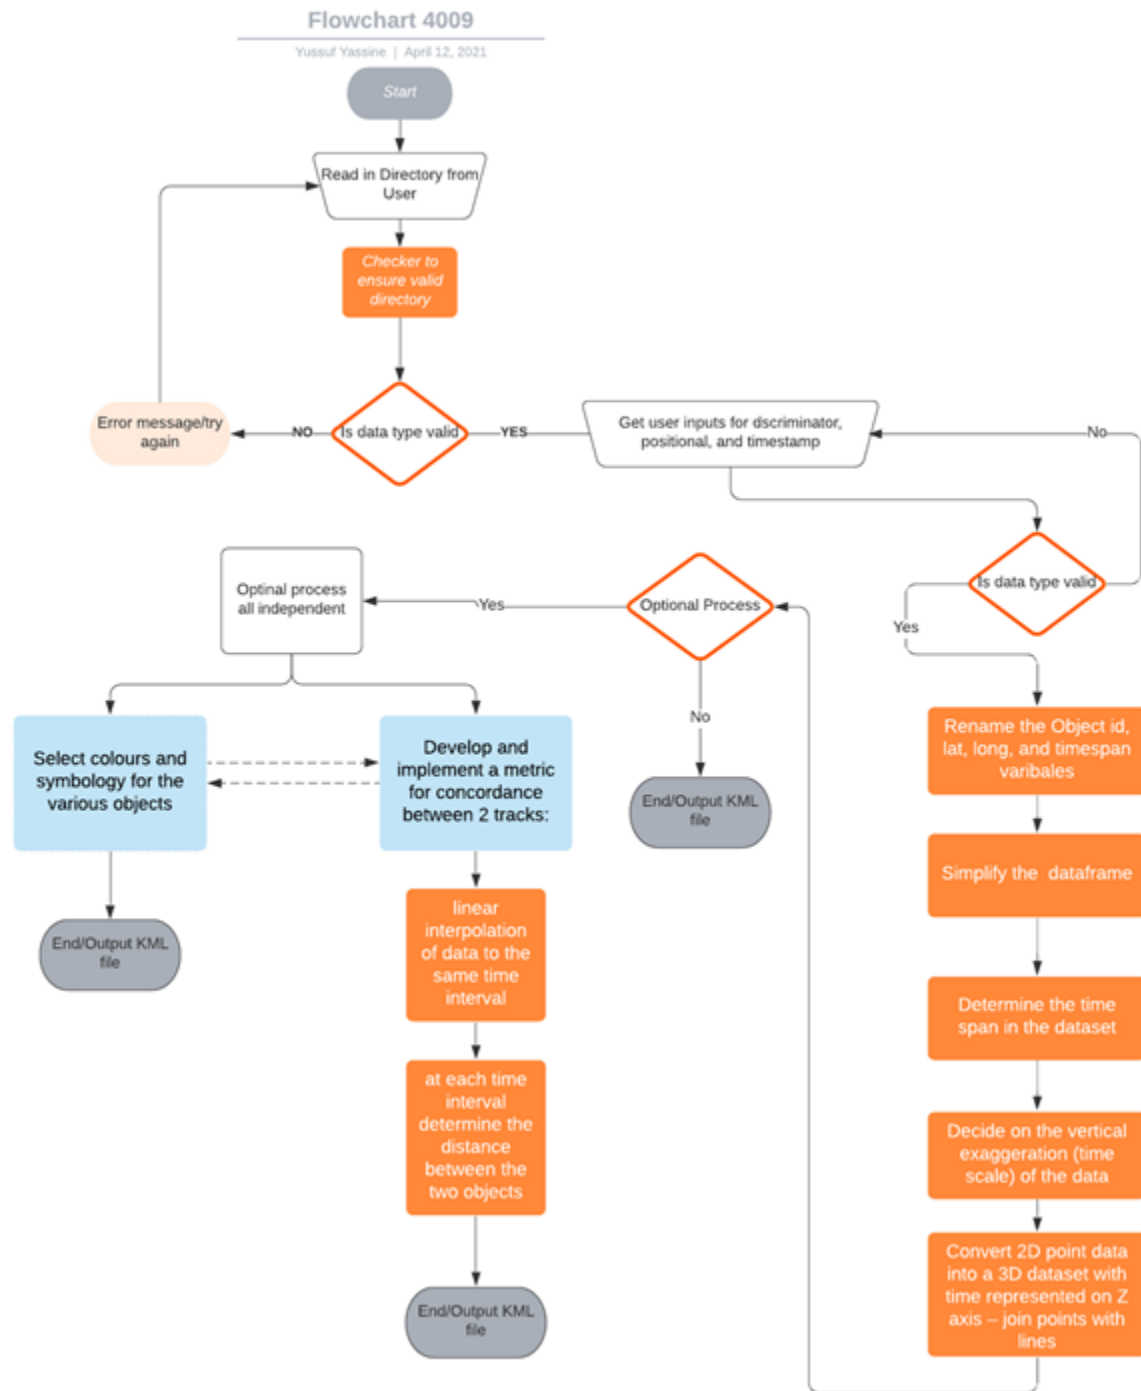 Flowchart 4009
Yussuf Yassine | April 12, 2021
Start
Read in Directory from
User
Checker to
ensure valid
directory
Error message/try
again
NO
Is data type valid
YES
Get user inputs for dscriminator,
positional, and timestamp
No
Is data type valid
Yes
Optional Process
Yes
No
Optinal process
all independent
Select colours and
symbology for the
various objects
Develop and
implement a metric
for concordance
between 2 tracks:
End/Output KML
file
Rename the Object id,
lat, long, and timespan
varibales
Simplify the dataframe
Determine the time
span in the dataset
Decide on the vertical
exaggeration (time
scale) of the data
Convert 2D point data
into a 3D dataset with
time represented on Z
axis – join points with
lines
End/Output KML
file
linear
interpolation
of data to the
same time
interval
at each time
interval
determine the
distance
between the
two objects
End/Output KML
file